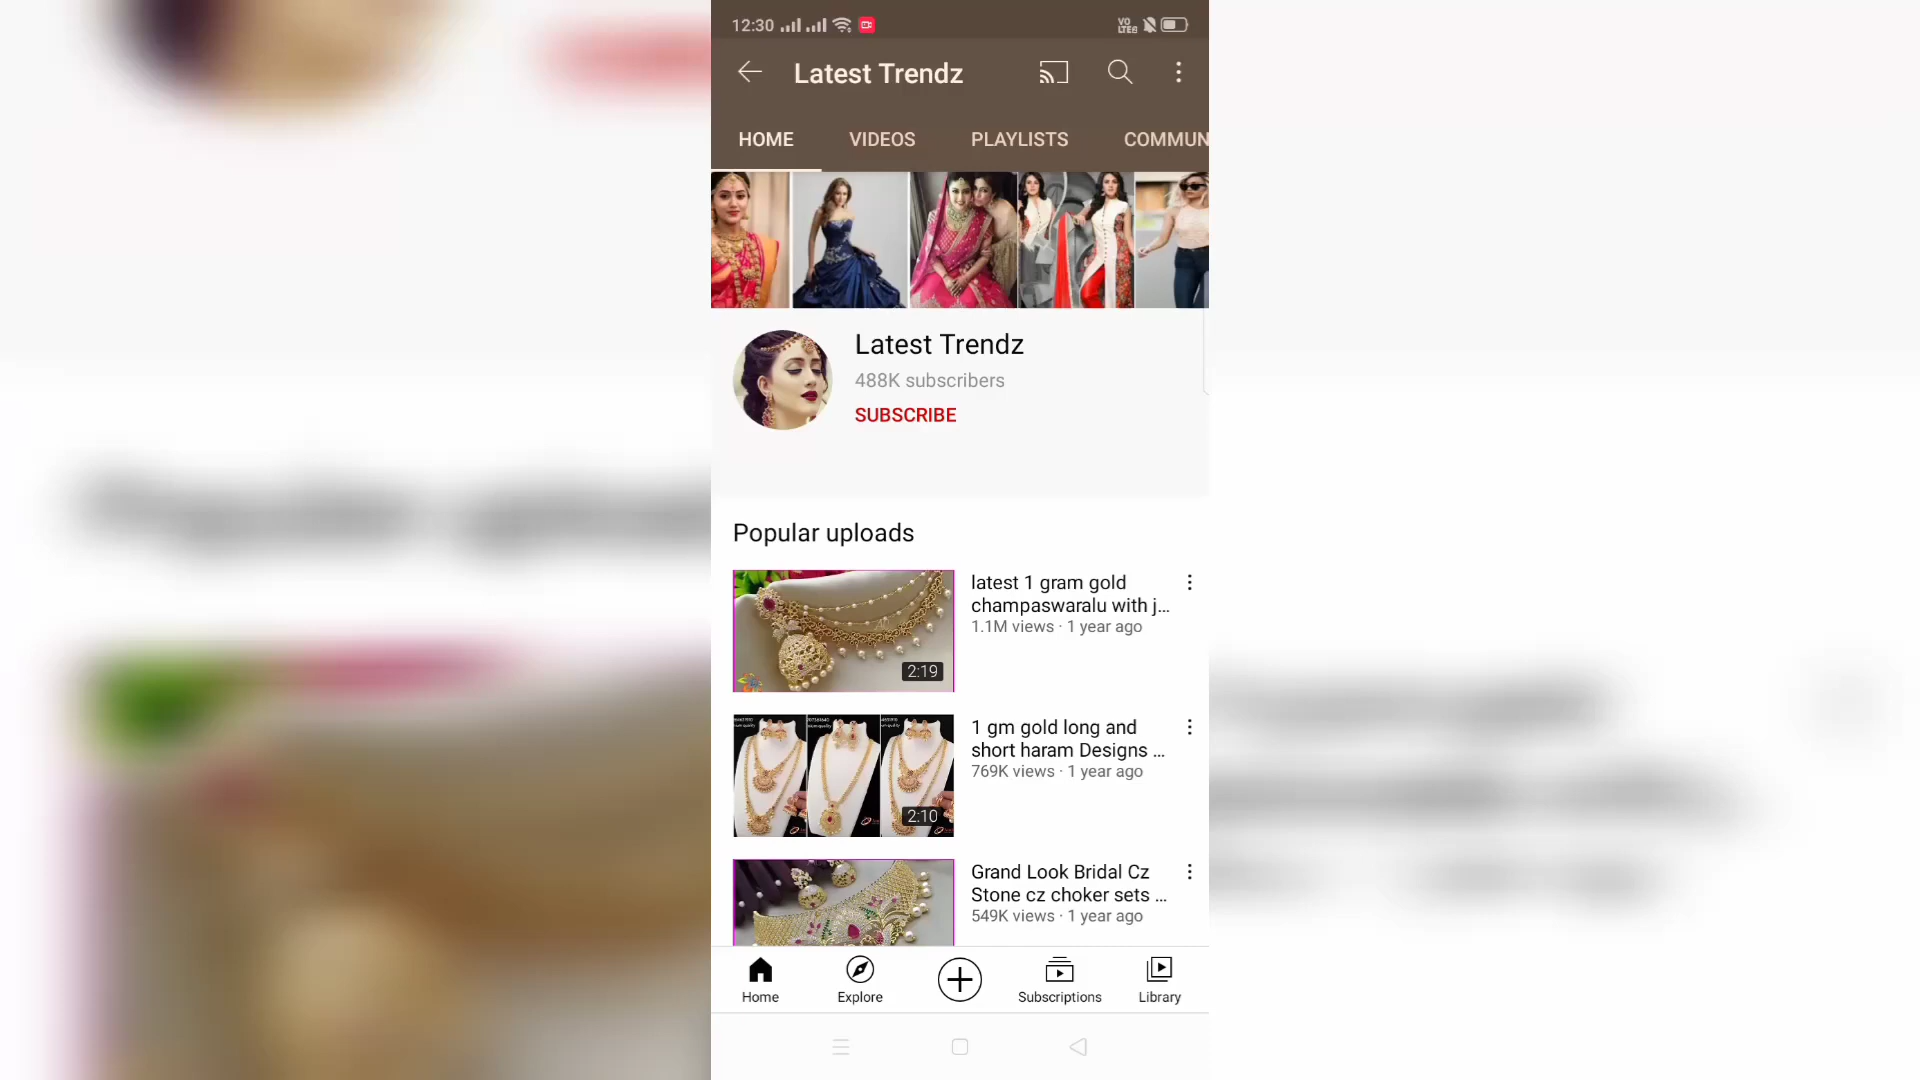 12:30
VO
LTE
Latest Trendz
HOME VIDEOS PLAYLISTS COMMUN
Latest Trendz
488K subscribers
SUBSCRIBE
Popular uploads
latest 1 gram gold
champaswaralu with j...
1.1M views · 1 year ago
2:19
1 gm gold long and
short haram Designs ...
769K views · 1 year ago
2:10
Grand Look Bridal Cz
Stone cz choker sets ...
549K views · 1 year ago
Home Explore Subscriptions Library